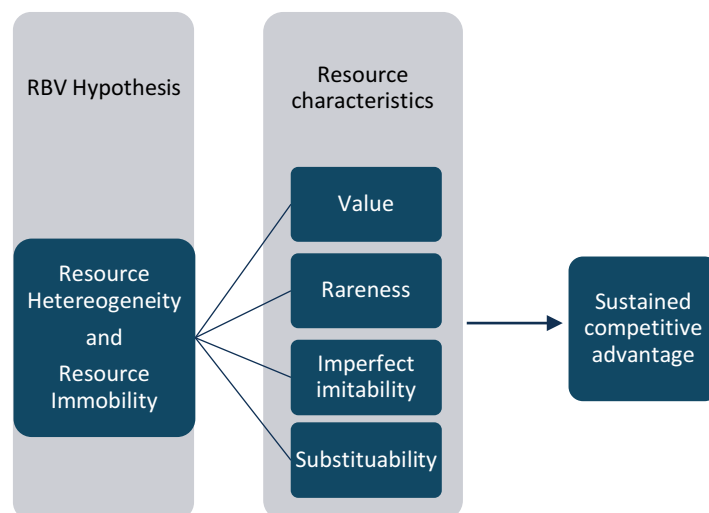 RBV Hypothesis
Resource
Hetereogeneity
and
Resource
Immobility
Resource
characteristics
Value
Rareness
Imperfect
imitability
Substituability
Sustained
competitive
advantage